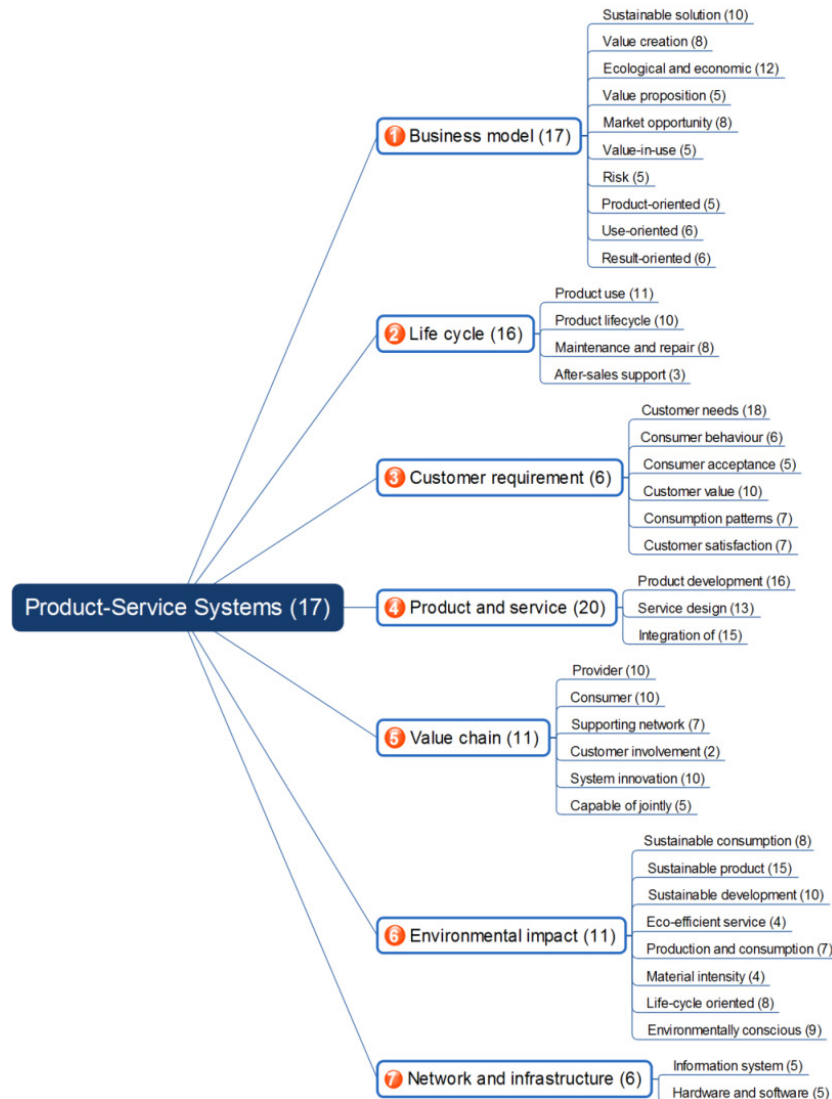 Product-Service Systems (17)
1 Business model (17)
Sustainable solution (10)
Value creation (8)
Ecological and economic (12)
Value proposition (5)
Market opportunity (8)
Value-in-use (5)
Risk (5)
Product-oriented (5)
Use-oriented (6)
Result-oriented (6)
2 Life cycle (16)
Product use (11)
Product lifecycle (10)
Maintenance and repair (8)
After-sales support (3)
3 Customer requirement (6)
Customer needs (18)
Consumer behaviour (6)
Consumer acceptance (5)
Customer value (10)
Consumption patterns (7)
Customer satisfaction (7)
4 Product and service (20)
Product development (16)
Service design (13)
Integration of (15)
5 Value chain (11)
Provider (10)
Consumer (10)
Supporting network (7)
Customer involvement (2)
System innovation (10)
Capable of jointly (5)
6 Environmental impact (11)
Sustainable consumption (8)
Sustainable product (15)
Sustainable development (10)
Eco-efficient service (4)
Production and consumption (7)
Material intensity (4)
Life-cycle oriented (8)
Environmentally conscious (9)
7 Network and infrastructure (6)
Information system (5)
Hardware and software (5)